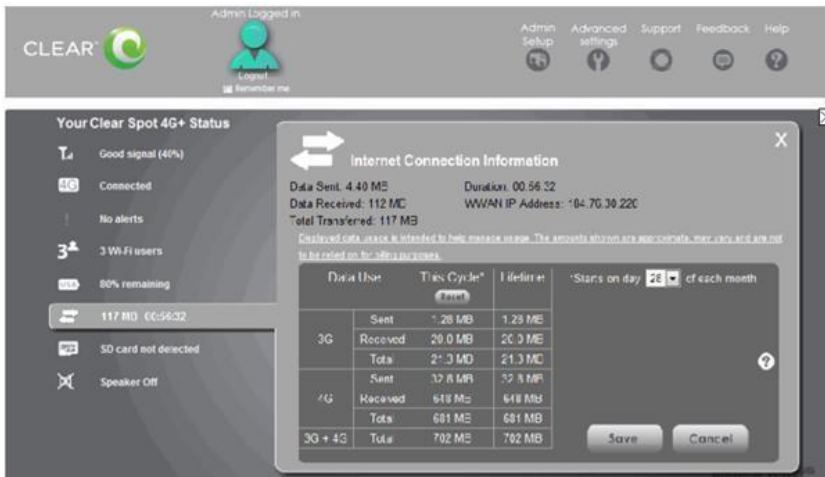 Admin Logged in
CLEAR
Logout
Remember me
Admin Setup
Advanced settings
Support
Feedback
Help
Your Clear Spot 4G+ Status
Good signal (40%)
4G Connected
No alerts
3 3 Wi-Fi users
USB 80% remaining
117 MB 00:56:32
SD card not detected
Speaker Off
X
Internet Connection Information
Data Sent: 4.40 MB Duration: 00:56:32
Data Received: 112 MB WWAN IP Address:
Total Transferred: 117 MB
Displayed data usage is intended to help manage usage. The amounts shown are approximate, may vary and are not
to be relied on for billing purposes.
Data Use This Cycle* Lifetime *Starts on day of each month
Reset
Sent 1.28 MB 1.28 MB
3G Received 20.0 MB 20.0 MB
Total 21.3 MB 21.3 MB
Sent 32.8 MB 32.8 MB
4G Received 648 MB 648 MB
Total 681 MB 681 MB
3G + 4G Total 702 MB 702 MB
?
Save Cancel